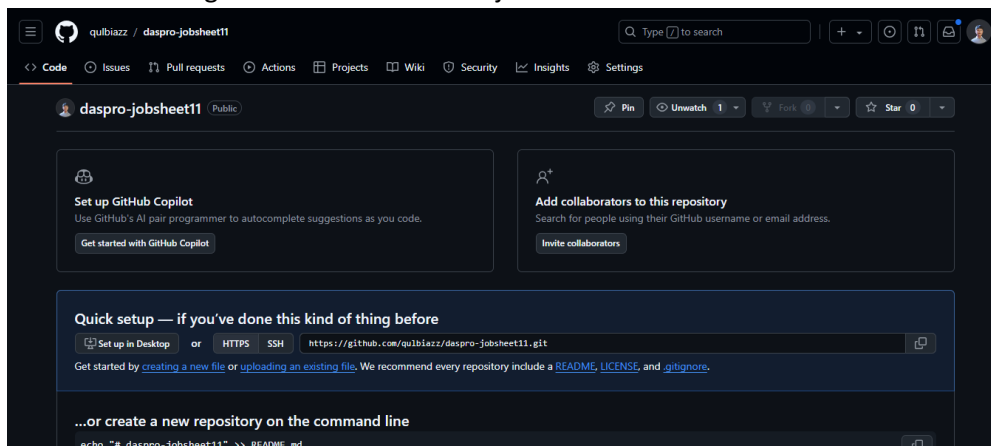 qulbiazz / daspro-jobsheet11
Type / to search
Code Issues Pull requests Actions Projects Wiki Security Insights Settings
daspro-jobsheet11 Public
Pin Unwatch 1 Fork 0 Star 0
Set up GitHub Copilot
Use GitHub's AI pair programmer to autocomplete suggestions as you code.
Get started with GitHub Copilot
Add collaborators to this repository
Search for people using their GitHub username or email address.
Invite collaborators
Quick setup — if you've done this kind of thing before
Set up in Desktop or HTTPS SSH https://github.com/qulbiazz/daspro-jobsheet11.git
Get started by creating a new file or uploading an existing file. We recommend every repository include a README, LICENSE, and .gitignore.
...or create a new repository on the command line
echo "# daspro-jobsheet11" >> README.md